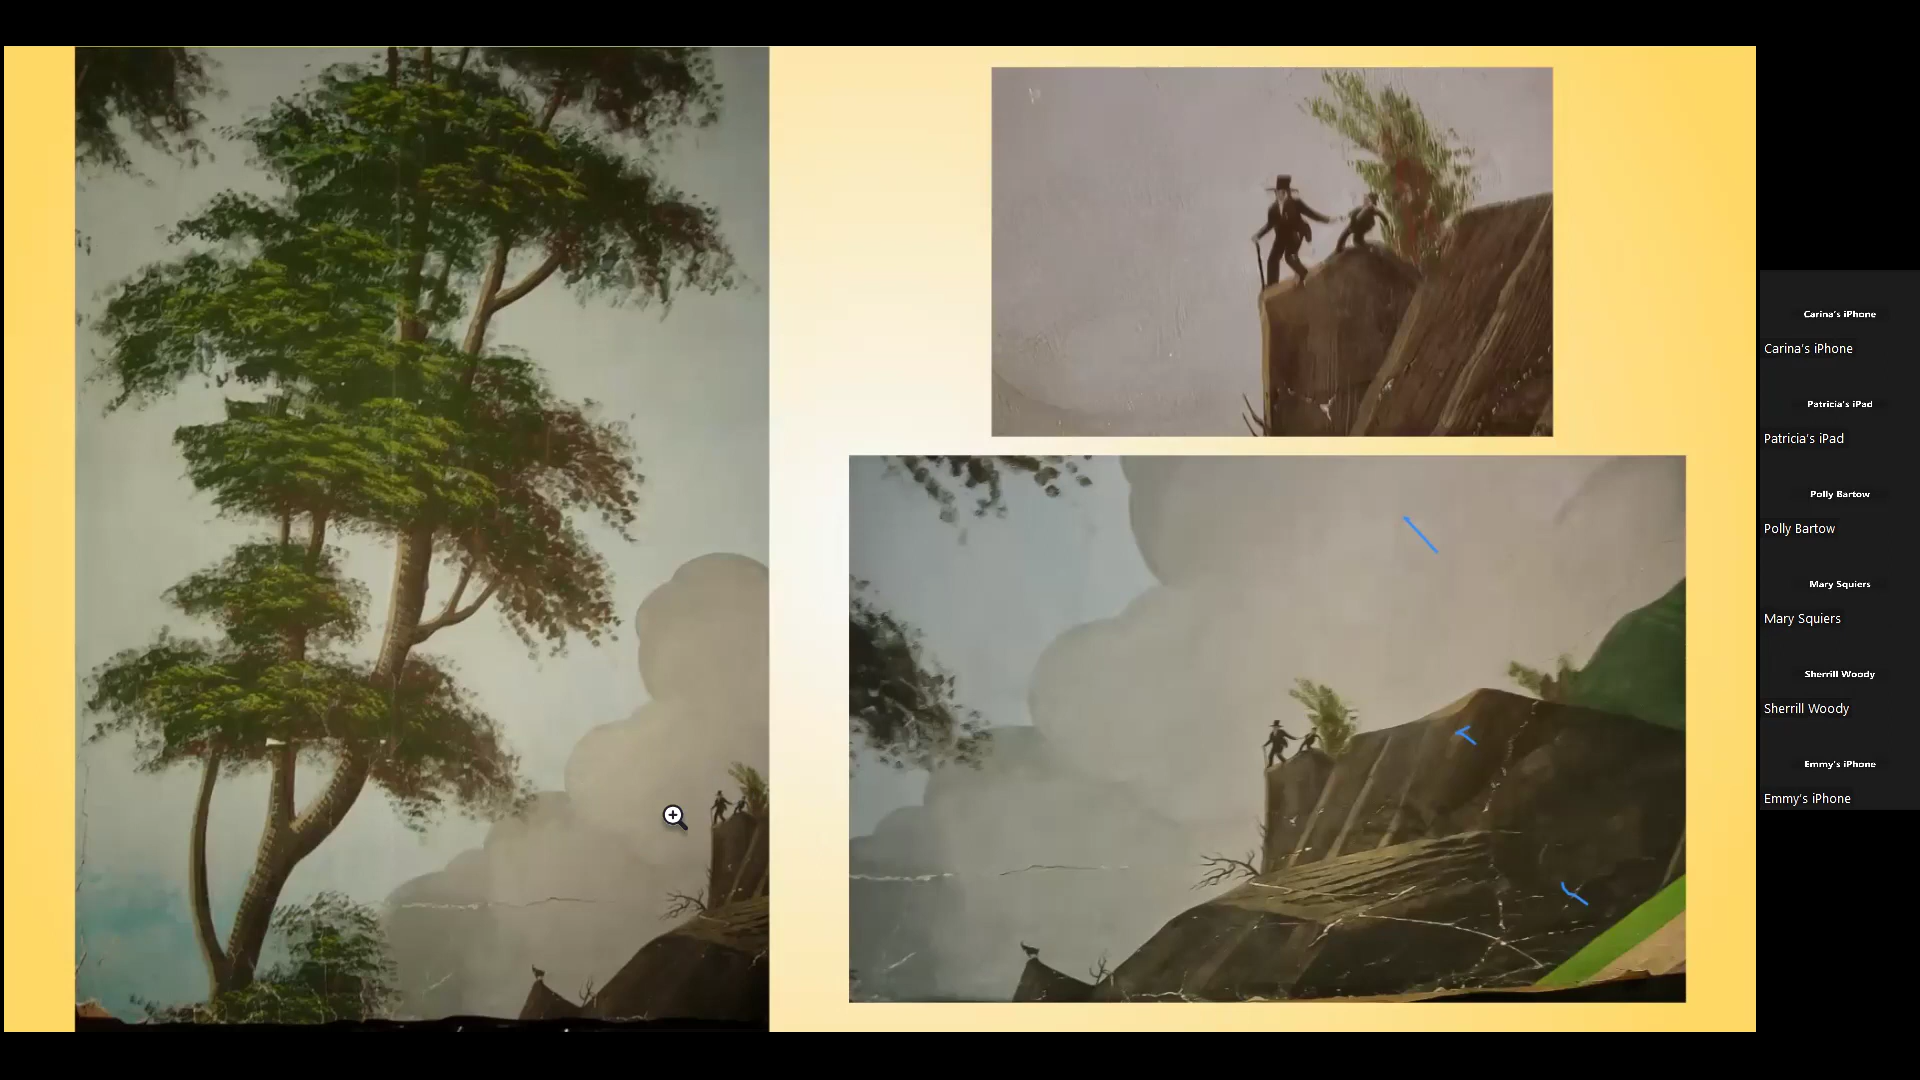 Carina's iPhone
Carina's iPhone
Patricia's iPad
Patricia's iPad
Polly Bartow
Polly Bartow
Mary Squiers
Mary Squiers
Sherrill Woody
Sherrill Woody
Emmy's iPhone
Emmy's iPhone